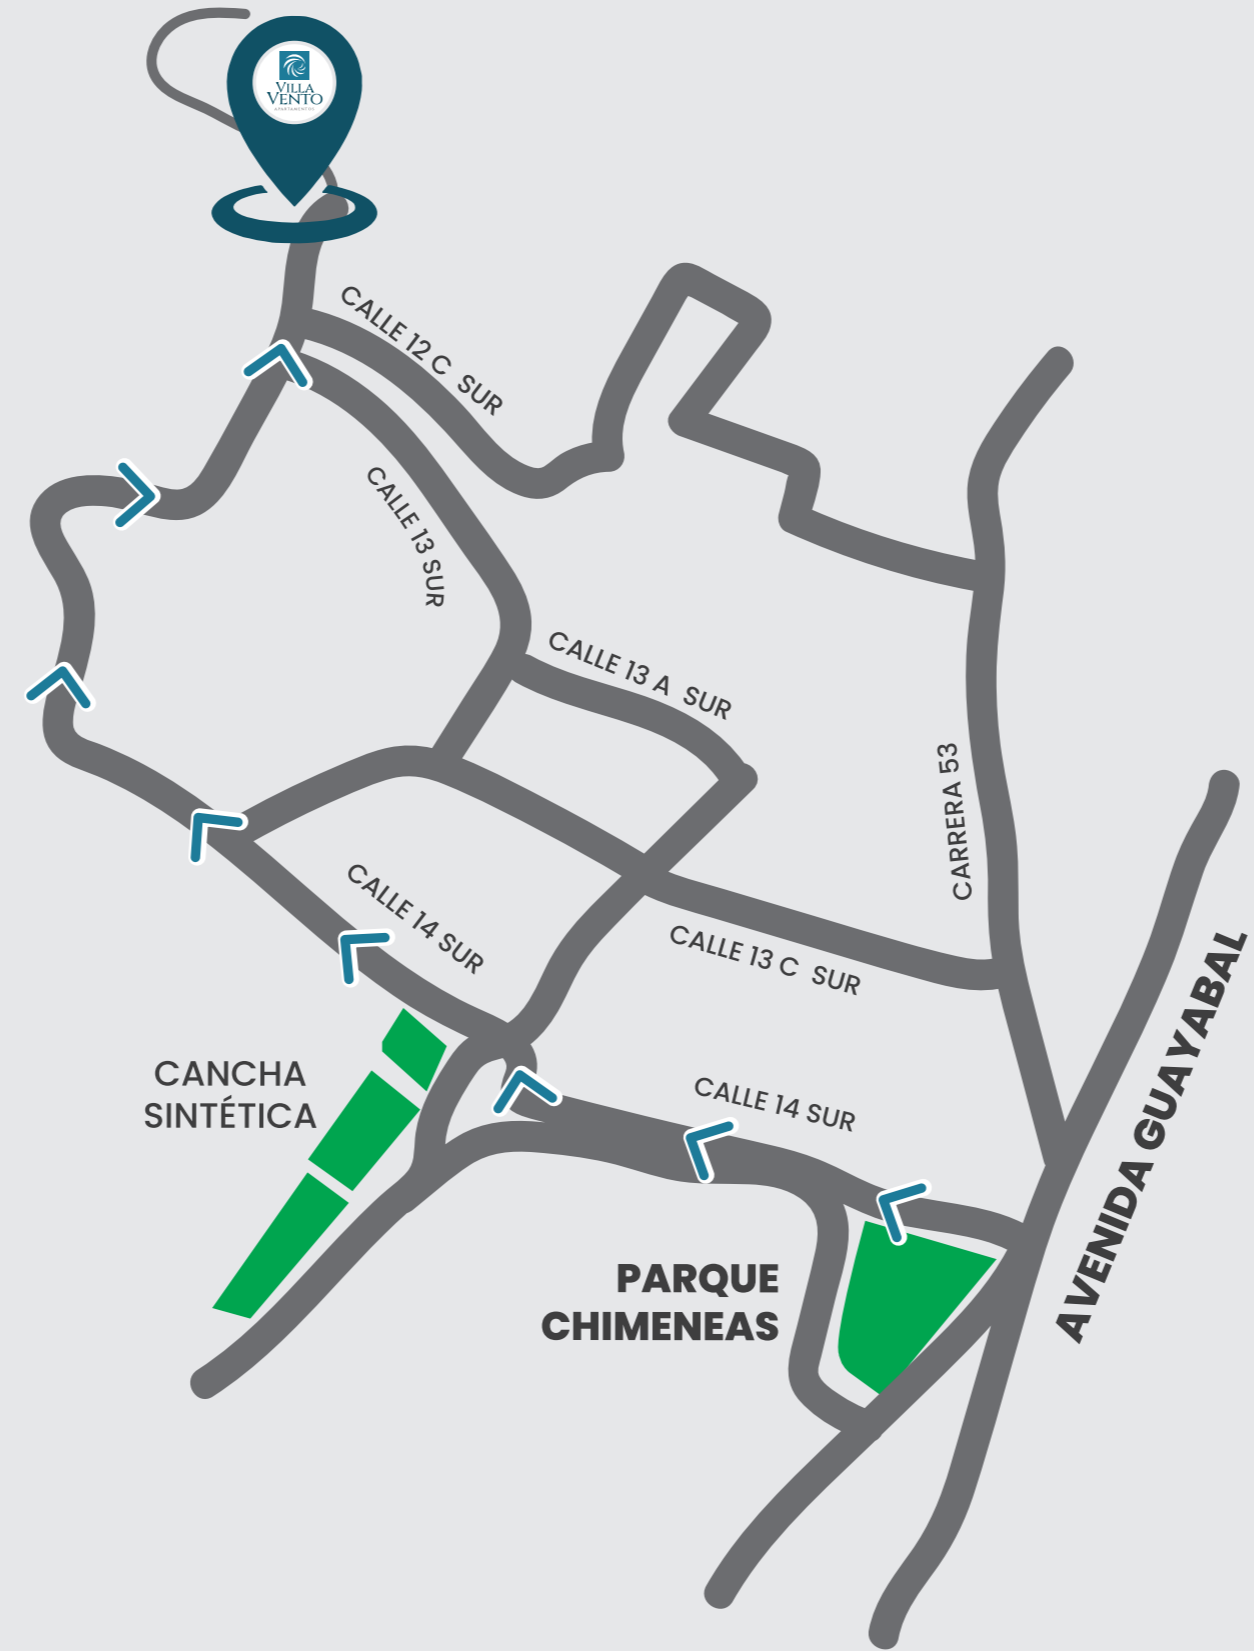 VILLA
VENTO
APARTAMENTOS
CALLE 12 C SUR
CALLE 13 SUR
CALLE 13 A SUR
CARRERA 53
CALLE 14 SUR
CALLE 13 C SUR
AVENIDA GUAYABAL
CANCHA
SINTÉTICA
CALLE 14 SUR
PARQUE
CHIMENEAS